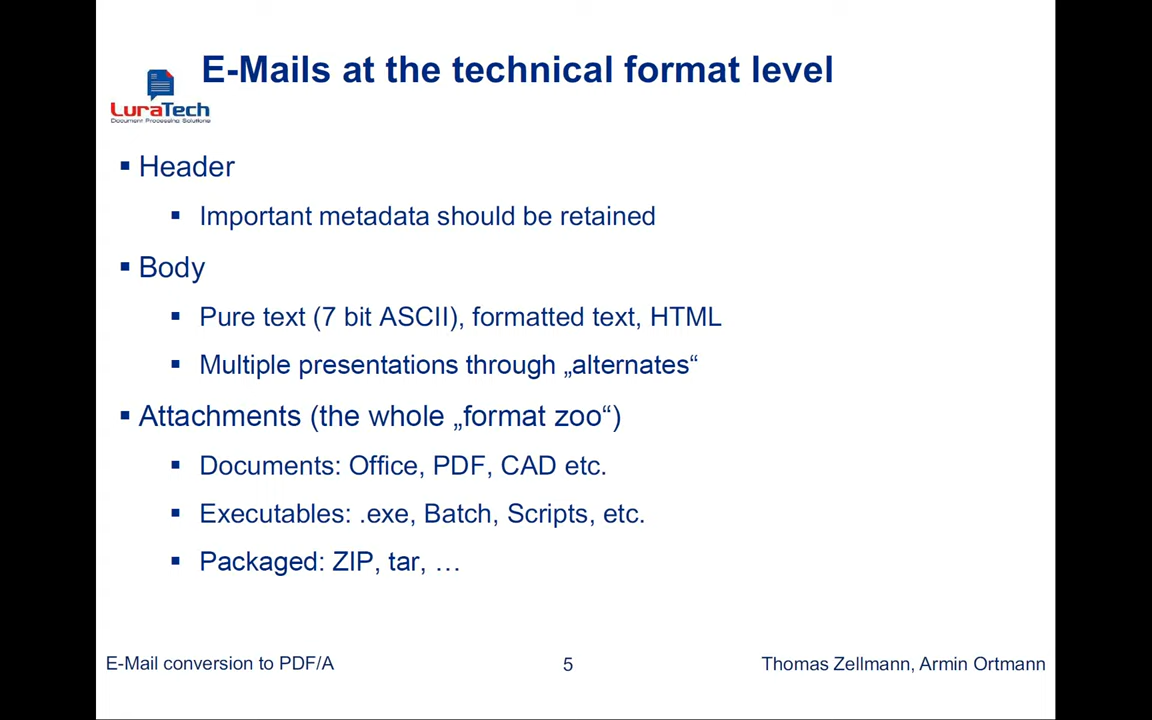 E-Mails at the technical format level
LuraTech
Document Processing Solutions
▪ Header
▪ Important metadata should be retained
▪ Body
▪ Pure text (7 bit ASCII), formatted text, HTML
▪ Multiple presentations through „alternates“
▪ Attachments (the whole „format zoo“)
▪ Documents: Office, PDF, CAD etc.
▪ Executables: .exe, Batch, Scripts, etc.
▪ Packaged: ZIP, tar, …
E-Mail conversion to PDF/A
5
Thomas Zellmann, Armin Ortmann